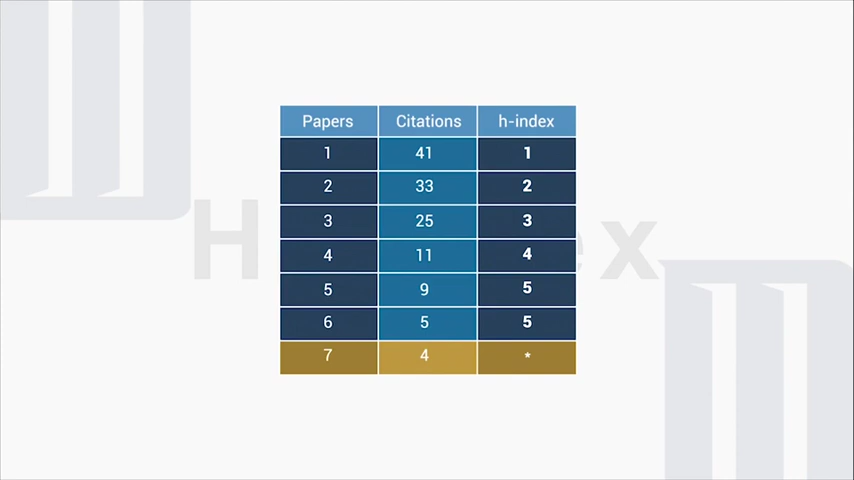 Papers Citations h-index
1 41 1
2 33 2
3 25 3
4 11 4
5 9 5
6 5 5
7 4 *